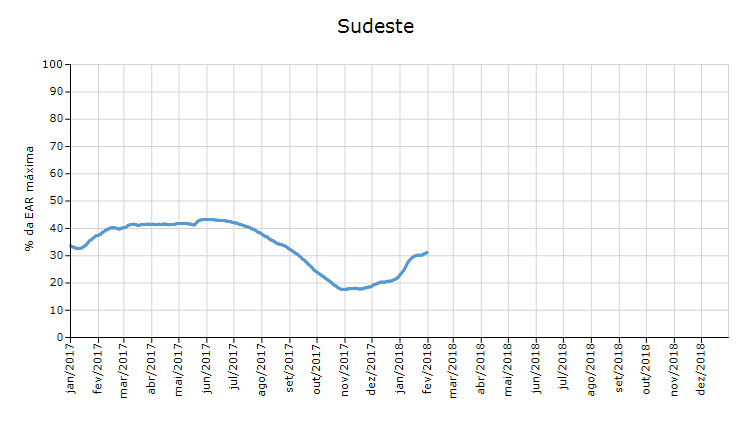 Sudeste
% da EAR máxima
100
90
80
70
60
50
40
30
20
10
0
jan/2017
fev/2017
mar/2017
abr/2017
mai/2017
jun/2017
jul/2017
ago/2017
set/2017
out/2017
nov/2017
dez/2017
jan/2018
fev/2018
mar/2018
abr/2018
mai/2018
jun/2018
jul/2018
ago/2018
set/2018
out/2018
nov/2018
dez/2018